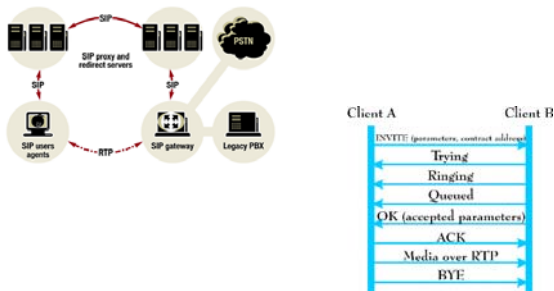 SIP
PSTN
SIP proxy and
redirect servers
SIP
SIP
RTP
SIP users
agents
SIP gateway
Legacy PBX
Client A
Client B
INVITE (parameters, contract address)
Trying
Ringing
Queued
OK (accepted parameters)
ACK
Media over RTP
BYE